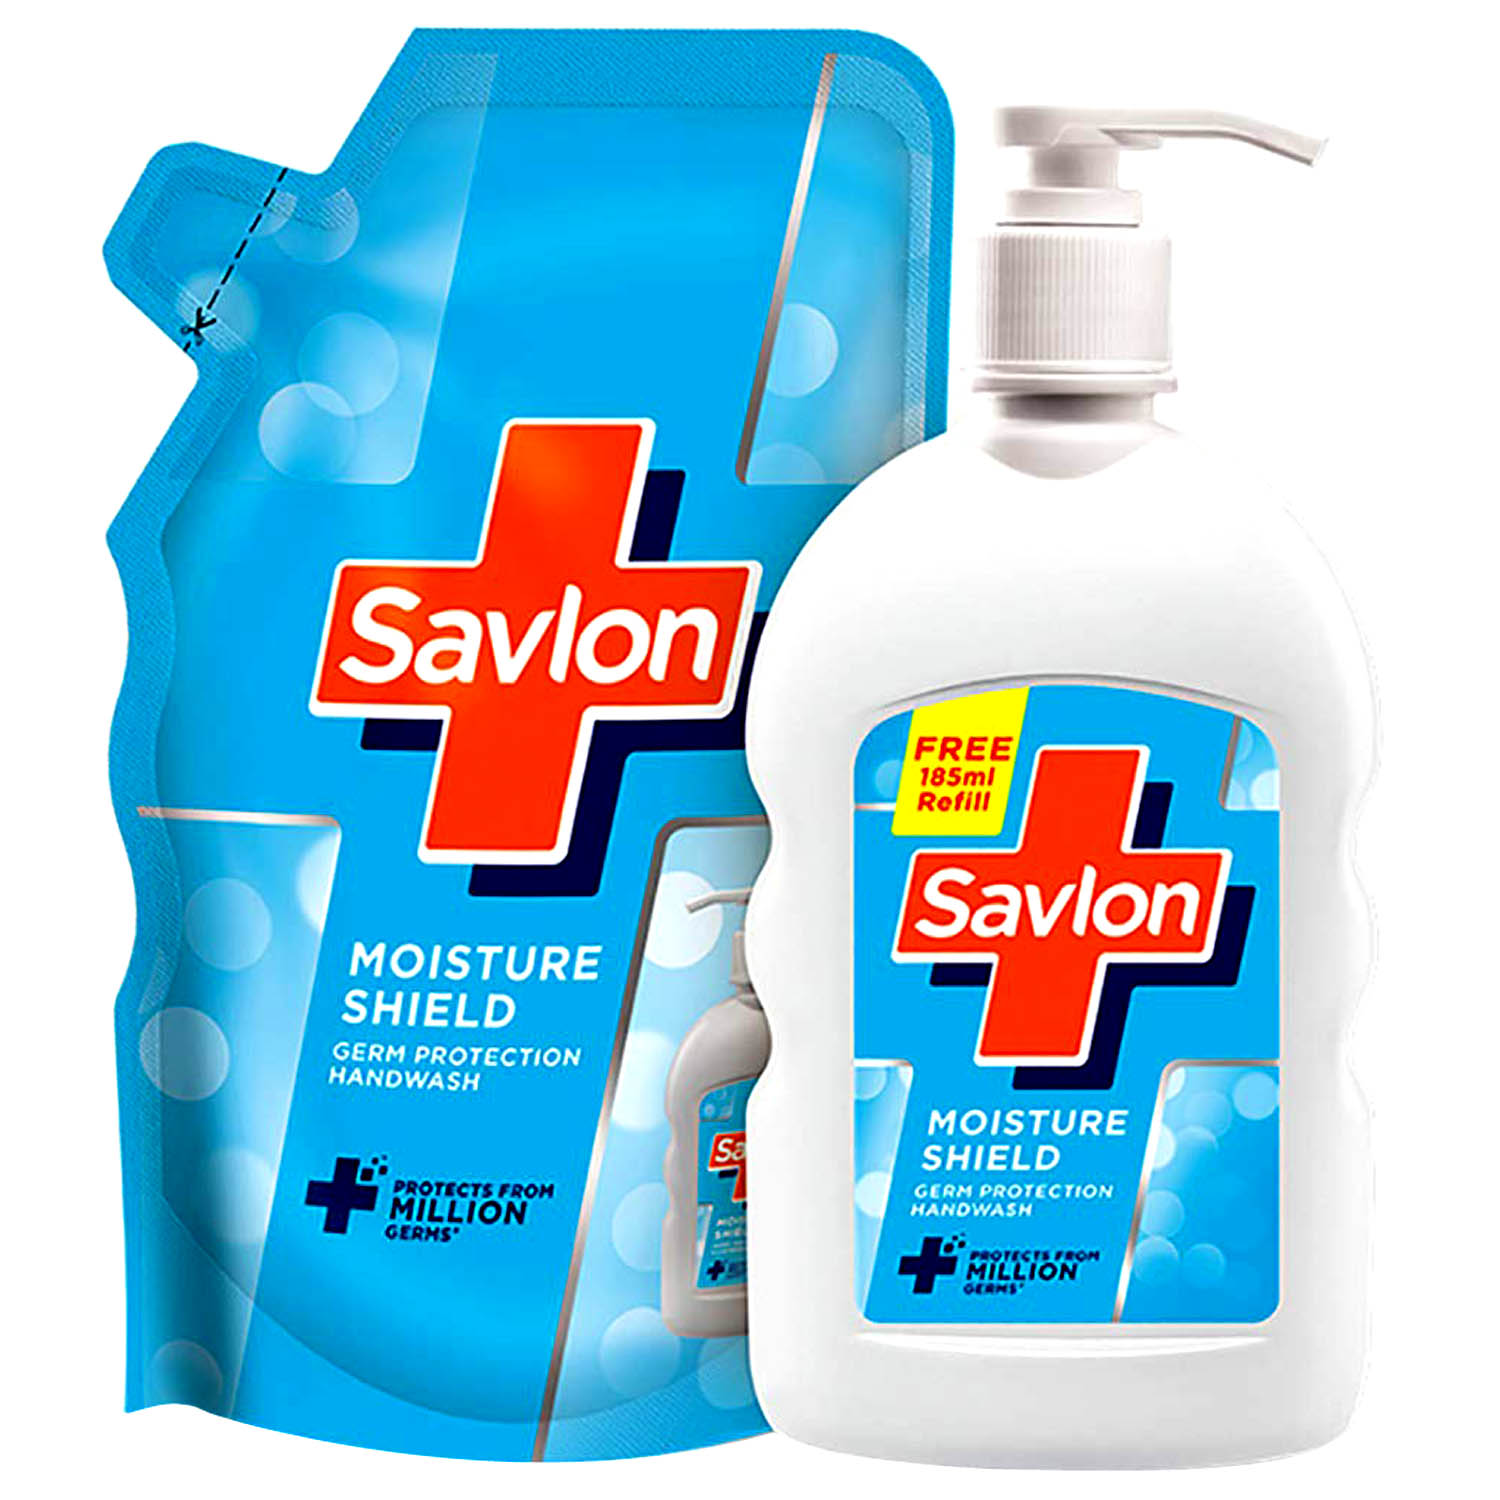 Savlon
MOISTURE
SHIELD
GERM PROTECTION
HANDWASH
PROTECTS FROM
MILLION
GERMS*
Sa
FREE
185ml
Refill
Savlon
MOISTURE
SHIELD
GERM PROTECTION
HANDWASH
PROTECTS FROM
MILLION
GERMS*